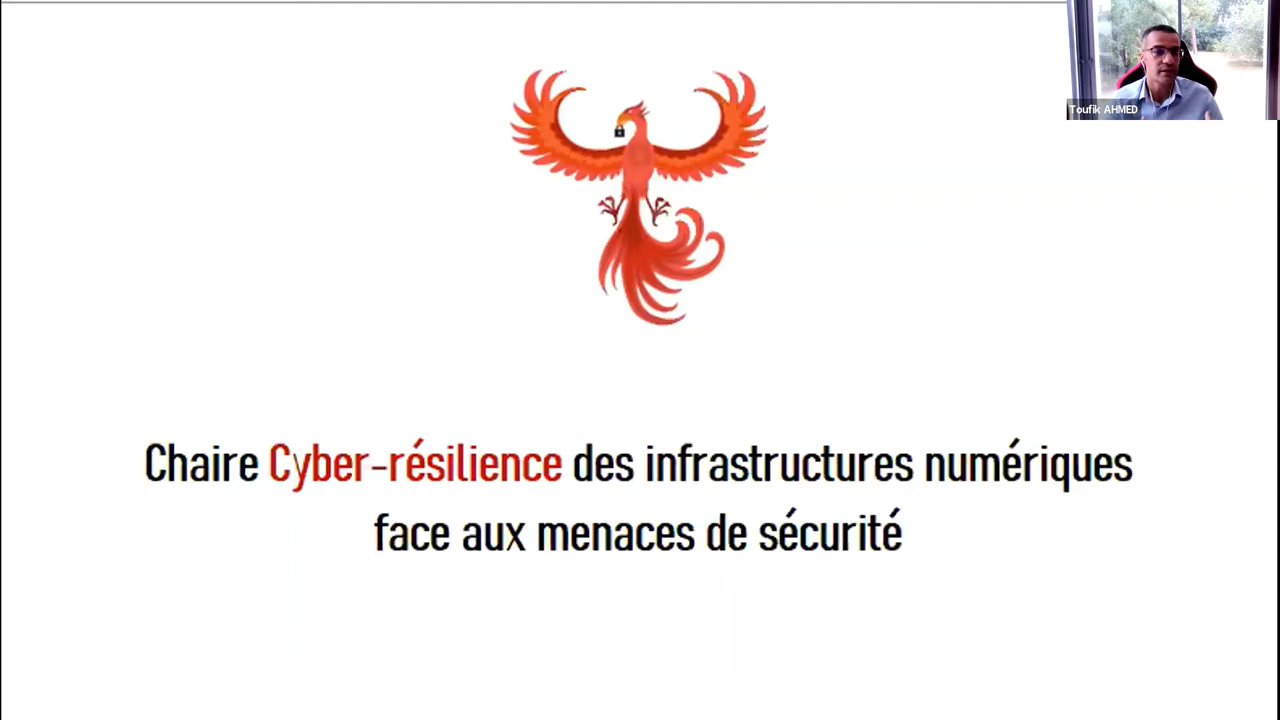 Toufik AHMED
Chaire Cyber-résilience des infrastructures numériques
face aux menaces de sécurité